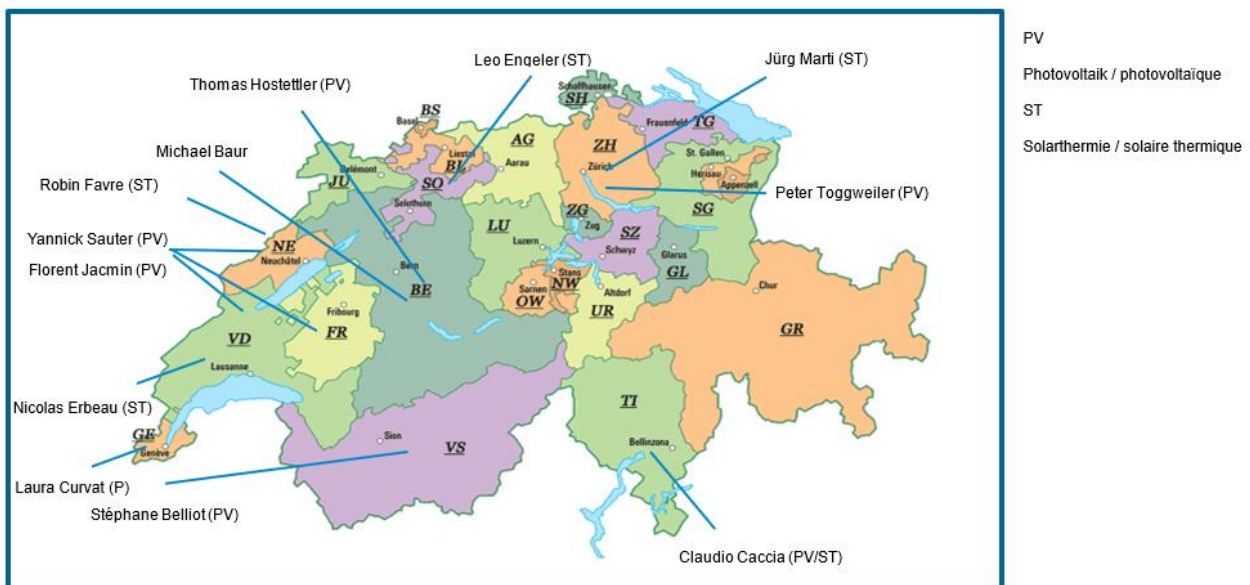 PV
Photovoltaik / photovoltaïque
ST
Solarthermie / solaire thermique
Leo Engeler (ST)
Jürg Marti (ST)
Thomas Hostettler (PV)
Michael Baur
Robin Favre (ST)
Peter Toggweiler (PV)
Yannick Sauter (PV)
Florent Jacmin (PV)
Nicolas Erbeau (ST)
Laura Curvat (P)
Stéphane Belliot (PV)
Claudio Caccia (PV/ST)
Schaffhausen
SH
BS
Basel
Liestal
BL
AG
Aarau
ZH
Zürich
Frauenfeld
TG
St. Gallen
Herisau
Appenzell
SG
Delémont
JU
SO
Solothurn
LU
Luzern
ZG
Zug
SZ
Schwyz
Glarus
GL
NE
Neuchâtel
Bern
BE
Stans
NW
Sarnen
OW
Altdorf
UR
Chur
GR
Fribourg
FR
VD
Lausanne
GE
Genève
Sion
VS
TI
Bellinzona